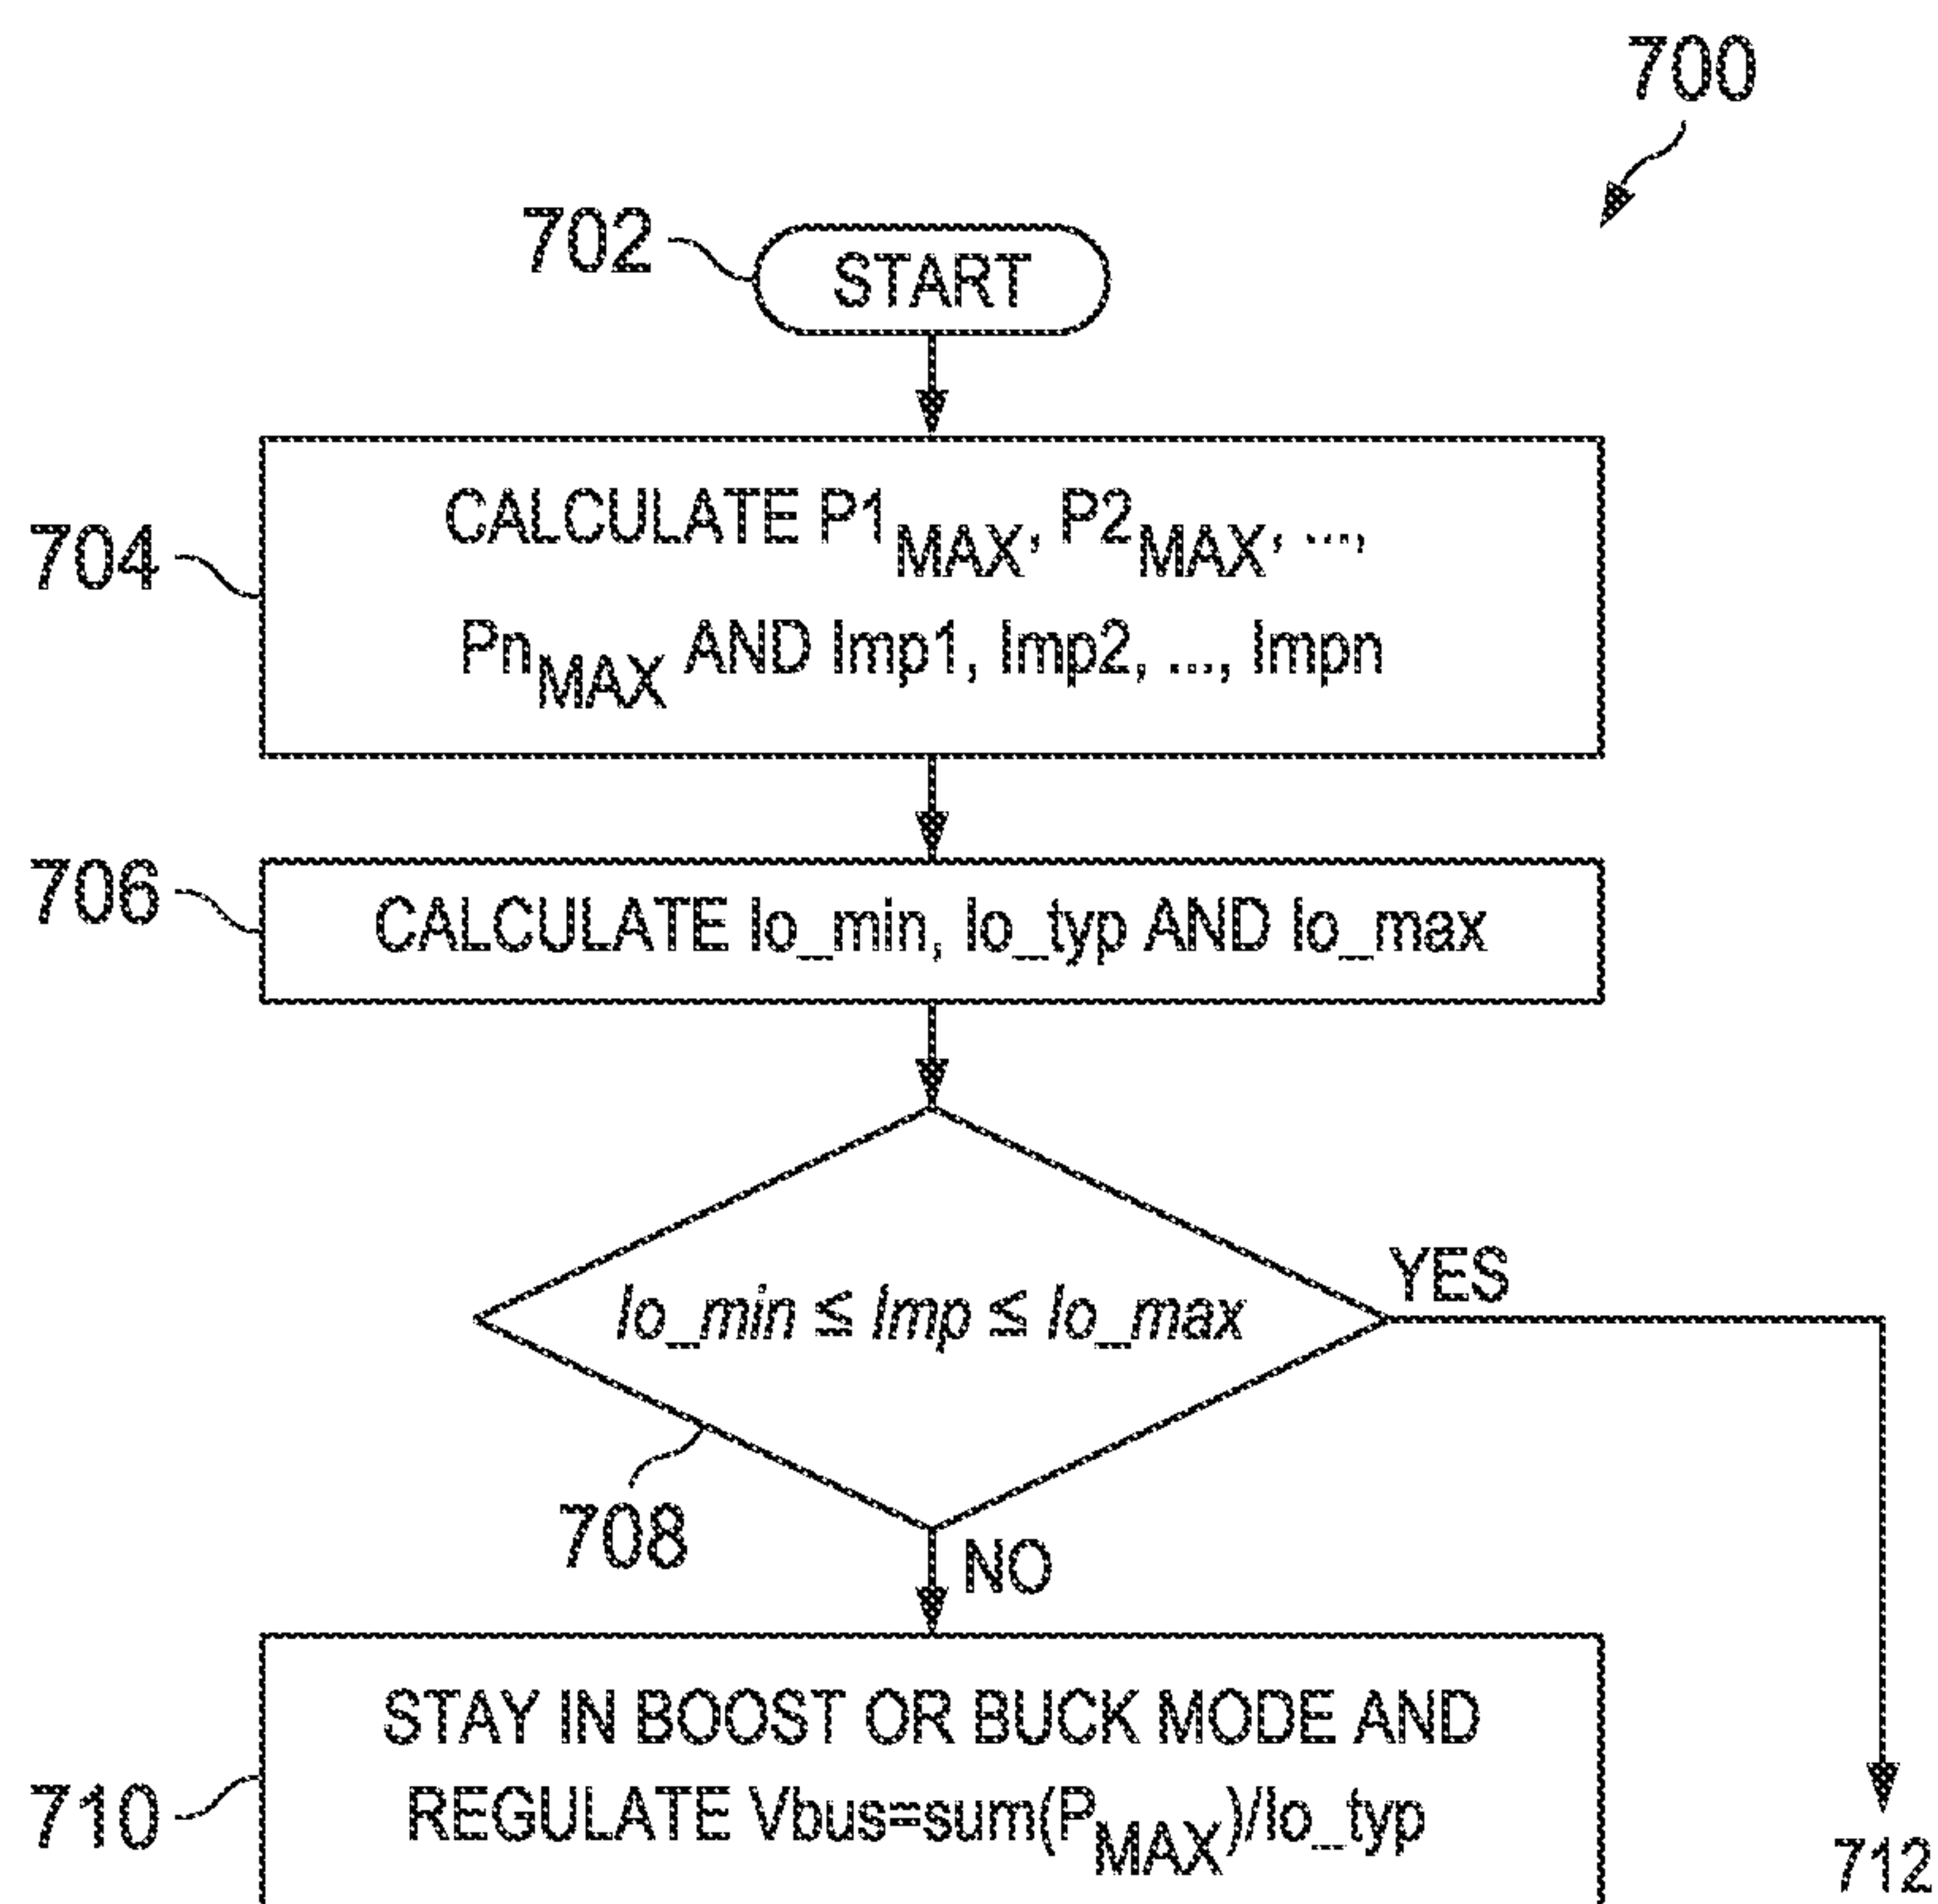 700
702
START
704
CALCULATE P1MAX, P2MAX, ...,
PnMAX AND Imp1, Imp2, ..., Impn
706
CALCULATE Io_min, Io_typ AND Io_max
Io_min ≤ Imp ≤ Io_max
YES
708
NO
710
STAY IN BOOST OR BUCK MODE AND
REGULATE Vbus=sum(PMAX)/Io_typ
712